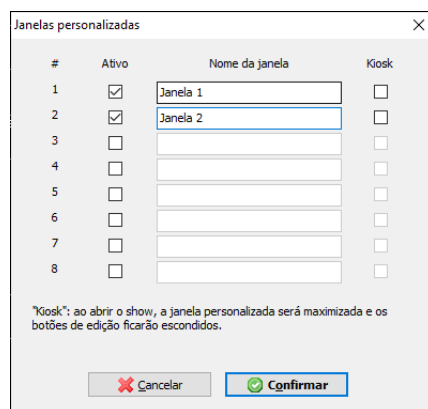 Janelas personalizadas
# Ativo Nome da janela Kiosk
1 Janela 1
2 Janela 2
3
4
5
6
7
8
"Kiosk": ao abrir o show, a janela personalizada será maximizada e os
botões de edição ficarão escondidos.
Cancelar Confirmar